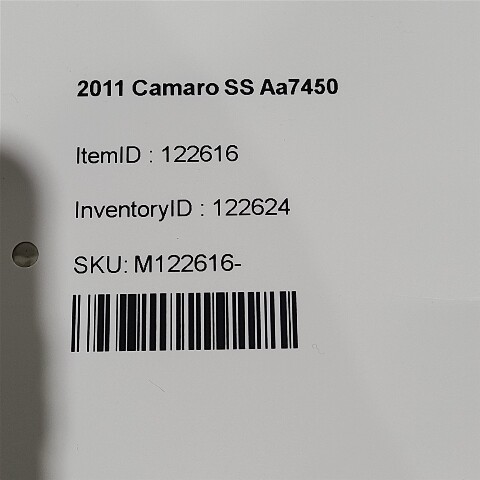 2011 Camaro SS Aa7450
ItemID : 122616
InventoryID : 122624
SKU: M122616-